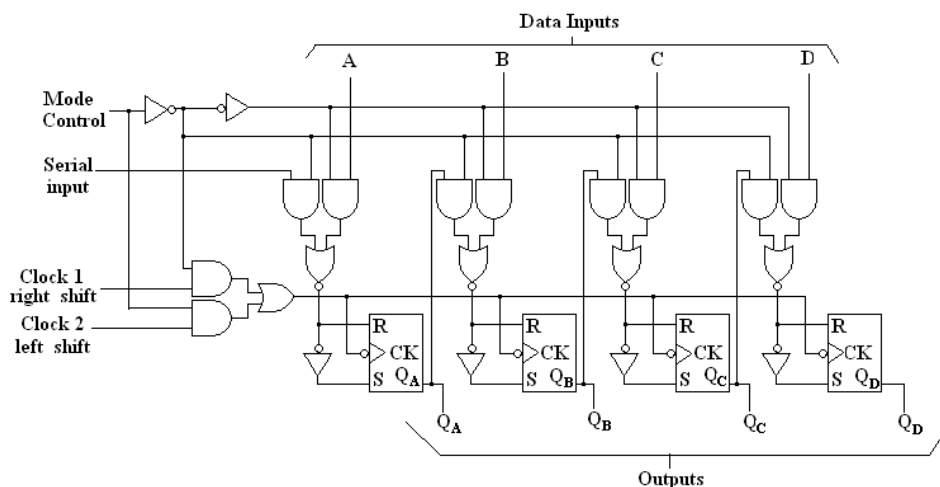 Data Inputs
A
B
C
D
Mode
Control
Serial
input
Clock 1
right shift
Clock 2
left shift
R
CK
S
QA
R
CK
S
QB
R
CK
S
QC
R
CK
S
QD
QA
QB
QC
QD
Outputs